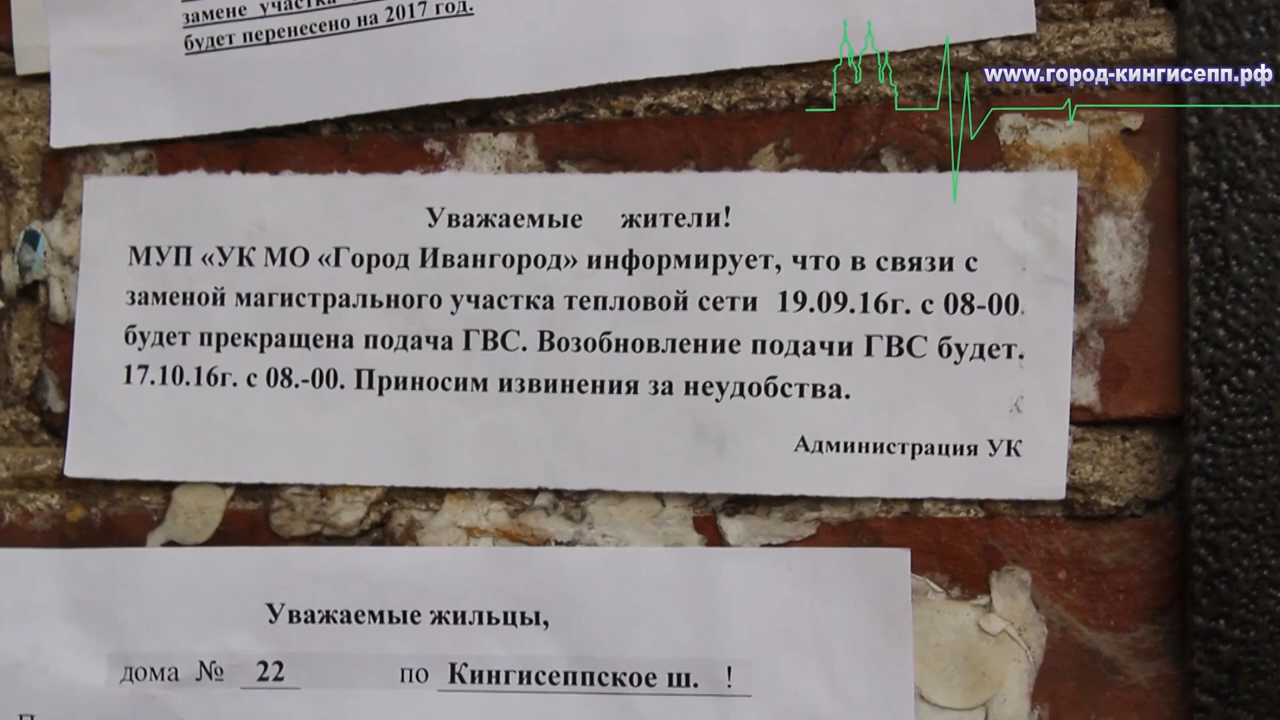 замене участка
будет перенесено на 2017 год.
www.город-кингисепп.рф
Уважаемые жители!
МУП «УК МО «Город Ивангород» информирует, что в связи с
заменой магистрального участка тепловой сети 19.09.16г. с 08-00.
будет прекращена подача ГВС. Возобновление подачи ГВС будет.
17.10.16г. с 08.-00. Приносим извинения за неудобства.
Администрация УК
Уважаемые жильцы,
дома № 22 по Кингисеппское ш. !